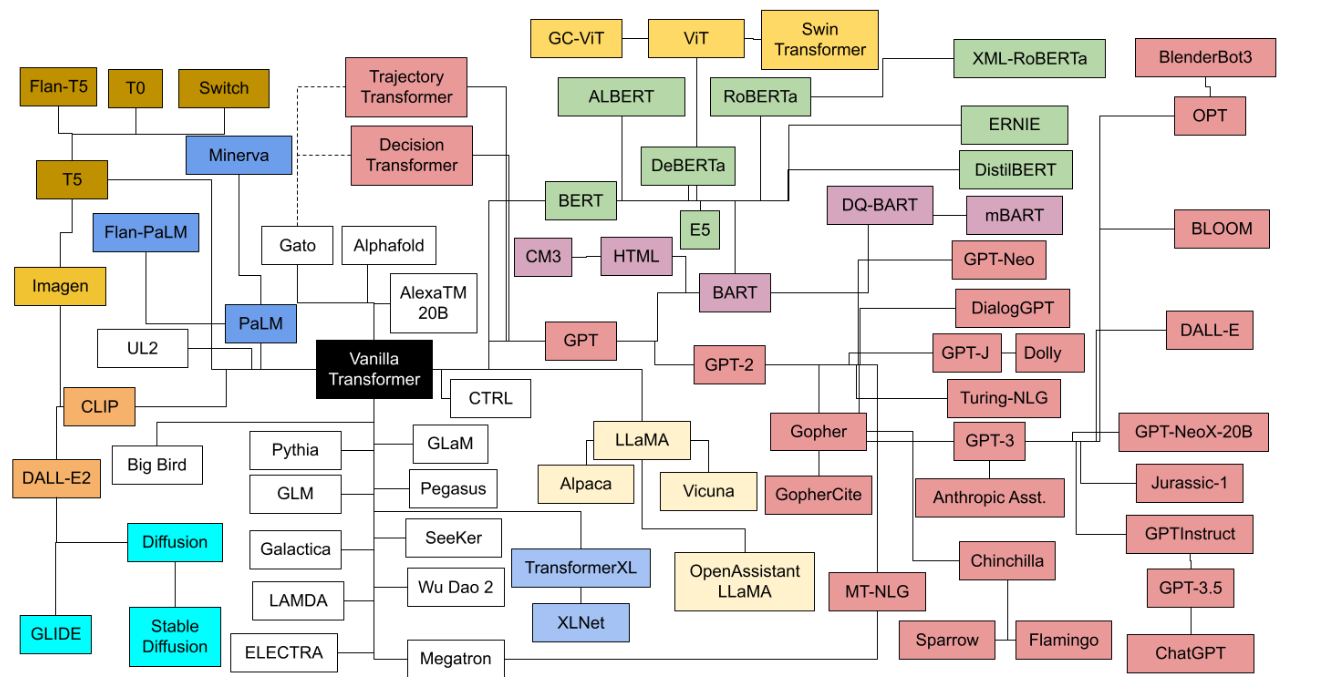 GC-ViT
ViT
Swin
Transformer
XML-RoBERTa
BlenderBot3
Flan-T5
T0
Switch
Trajectory
Transformer
ALBERT
RoBERTa
OPT
ERNIE
Minerva
Decision
Transformer
DeBERTa
DistilBERT
T5
BERT
DQ-BART
mBART
Flan-PaLM
E5
BLOOM
Gato
Alphafold
CM3
HTML
GPT-Neo
Imagen
AlexaTM
20B
BART
DialogGPT
PaLM
DALL-E
UL2
GPT
GPT-J
Dolly
Vanilla
Transformer
GPT-2
CTRL
Turing-NLG
CLIP
Gopher
GPT-3
GPT-NeoX-20B
Pythia
GLaM
LLaMA
Big Bird
DALL-E2
Alpaca
Vicuna
GLM
Pegasus
GopherCite
Anthropic Asst.
Jurassic-1
Diffusion
Galactica
SeeKer
GPTInstruct
TransformerXL
OpenAssistant
LLaMA
Chinchilla
LAMDA
Wu Dao 2
MT-NLG
GPT-3.5
GLIDE
Stable
Diffusion
XLNet
Sparrow
Flamingo
ELECTRA
Megatron
ChatGPT